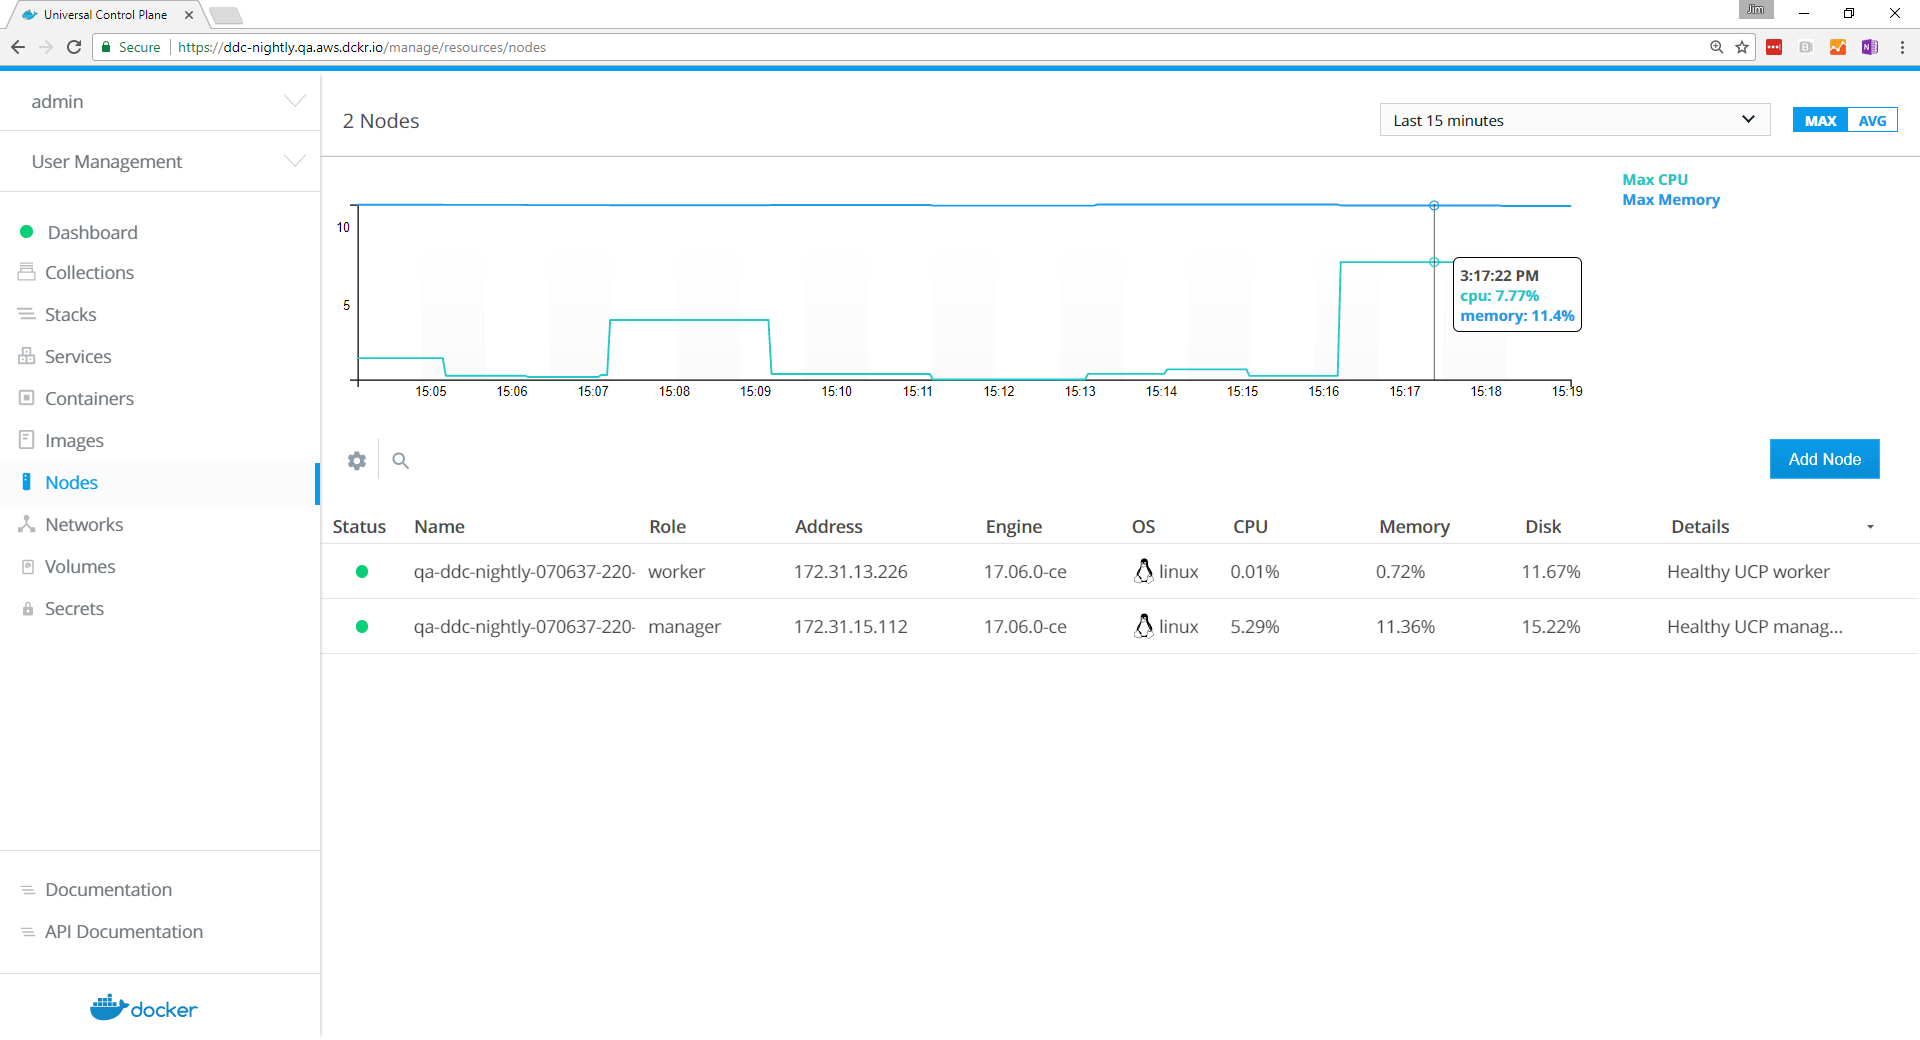 Universal Control Plane
Jim
Secure https://ddc-nightly.qa.aws.dckr.io/manage/resources/nodes
admin
User Management
Dashboard
Collections
Stacks
Services
Containers
Images
Nodes
Networks
Volumes
Secrets
Documentation
API Documentation
docker
2 Nodes
Last 15 minutes
MAX AVG
Max CPU
Max Memory
10
5
3:17:22 PM
cpu: 7.77%
memory: 11.4%
15:05 15:06 15:07 15:08 15:09 15:10 15:11 15:12 15:13 15:14 15:15 15:16 15:17 15:18 15:19
Add Node
Status Name Role Address Engine OS CPU Memory Disk Details
qa-ddc-nightly-070637-220- worker 172.31.13.226 17.06.0-ce linux 0.01% 0.72% 11.67% Healthy UCP worker
qa-ddc-nightly-070637-220- manager 172.31.15.112 17.06.0-ce linux 5.29% 11.36% 15.22% Healthy UCP manag...